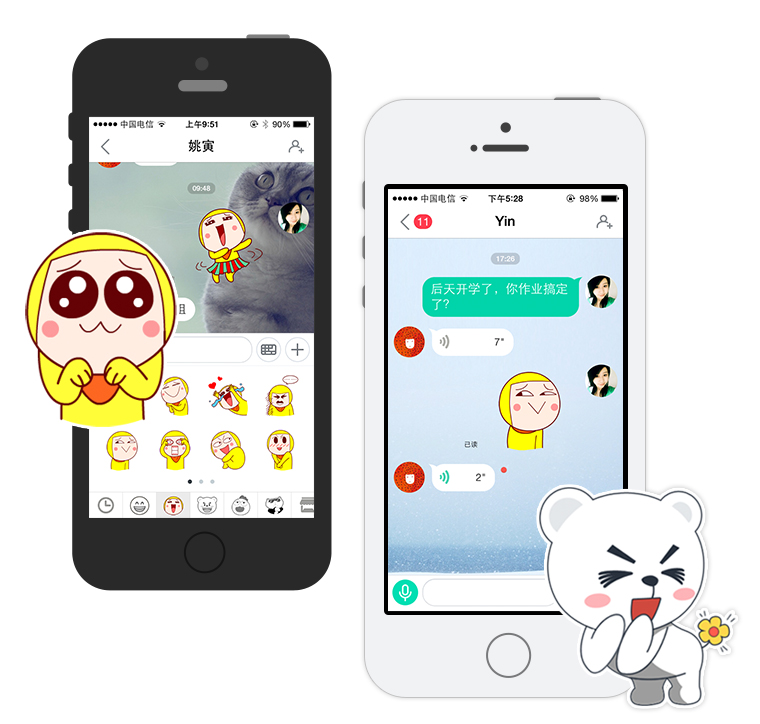 中国电信
上午9:51
90%
姚寅
09:48
姐
中国电信
下午5:28
98%
11
Yin
17:26
后天开学了，你作业搞定
了？
7"
已读
2"